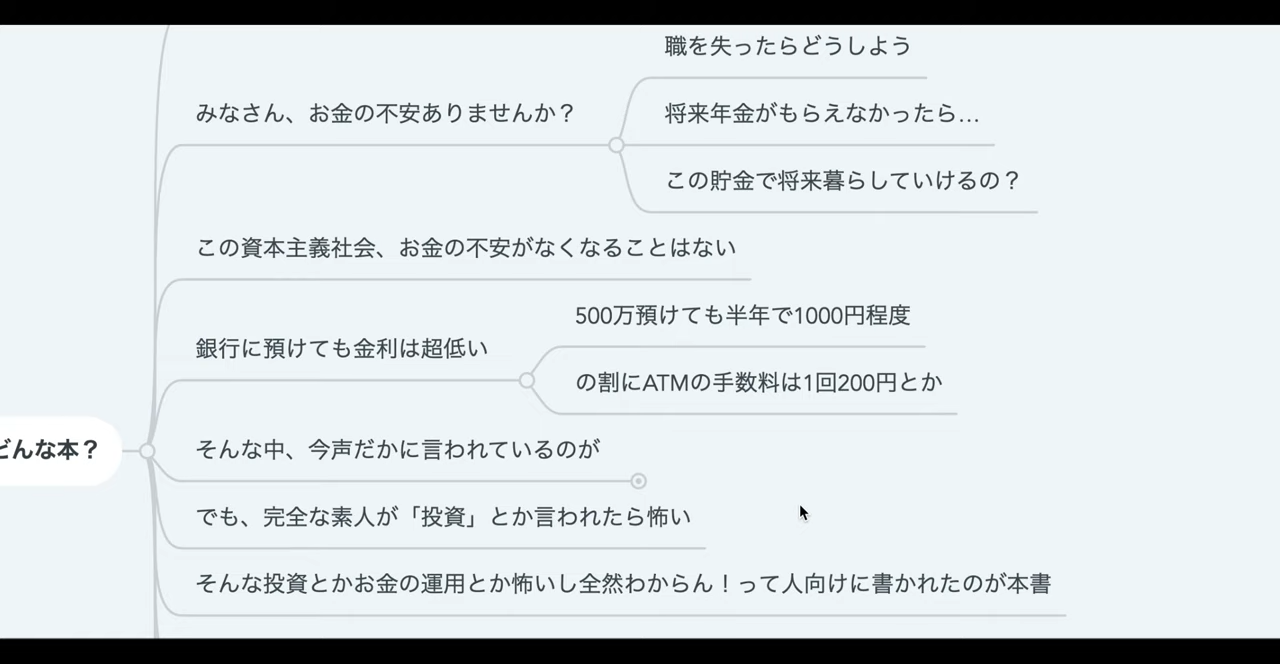 職を失ったらどうしよう
みなさん、お金の不安ありませんか？
将来年金がもらえなかったら…
この貯金で将来暮らしていけるの？
この資本主義社会、お金の不安がなくなることはない
500万預けても半年で1000円程度
銀行に預けても金利は超低い
の割にATMの手数料は1回200円とか
どんな本？
そんな中、今声だかに言われているのが
でも、完全な素人が「投資」とか言われたら怖い
そんな投資とかお金の運用とか怖いし全然わからん！って人向けに書かれたのが本書